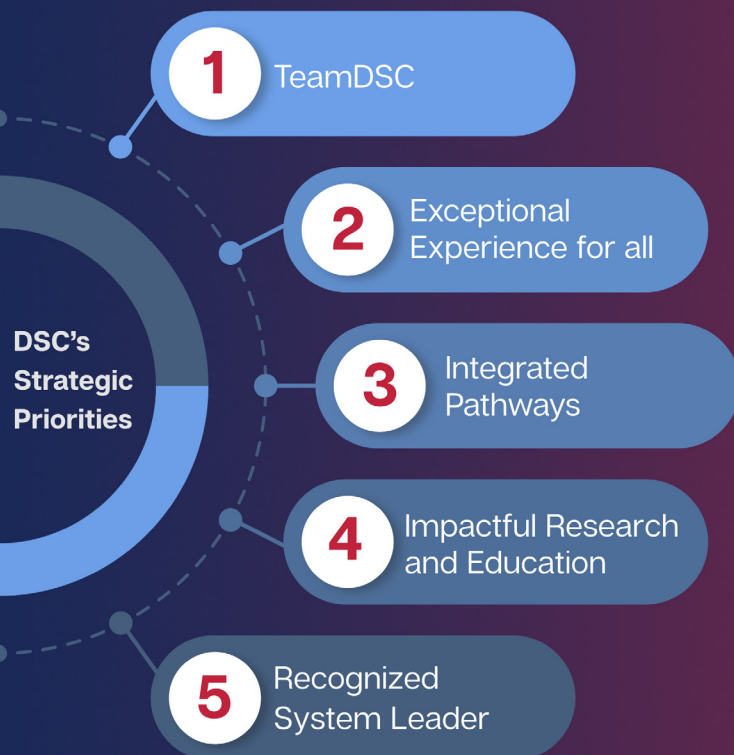 1
TeamDSC
2
Exceptional
Experience for all
DSC's
Strategic
Priorities
3
Integrated
Pathways
4
Impactful Research
and Education
5
Recognized
System Leader